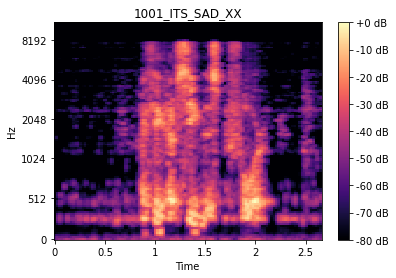 1001_ITS_SAD_XX
+0 dB
8192
-10 dB
4096
-20 dB
-30 dB
2048
Hz
-40 dB
1024
-50 dB
512
-60 dB
-70 dB
0
-80 dB
0 0.5 1 1.5 2 2.5
Time